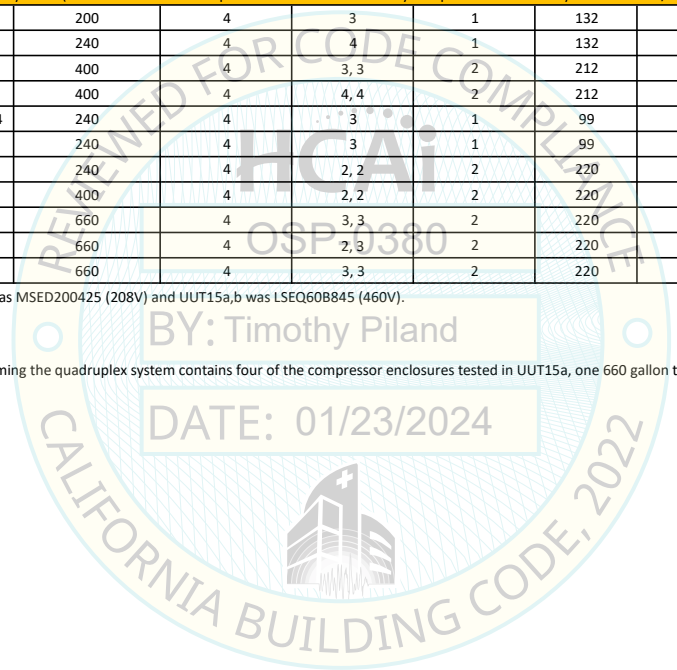 200 4 3 1 132
240 4 4 1 132
400 4 3, 3 2 212
400 4 4, 4 2 212
4 240 4 3 1 99
240 4 3 1 99
240 4 2, 2 2 220
400 4 2, 2 2 220
660 4 3, 3 2 220
660 4 2, 3 2 220
660 4 3, 3 2 220
as MSED200425 (208V) and UUT15a,b was LSEQ60B845 (460V).
ming the quadruplex system contains four of the compressor enclosures tested in UUT15a, one 660 gallon t
REVIEWED FOR CODE COMPLIANCE
HCAi
OSP-0380
BY: Timothy Piland
DATE: 01/23/2024
CALIFORNIA BUILDING CODE, 2022